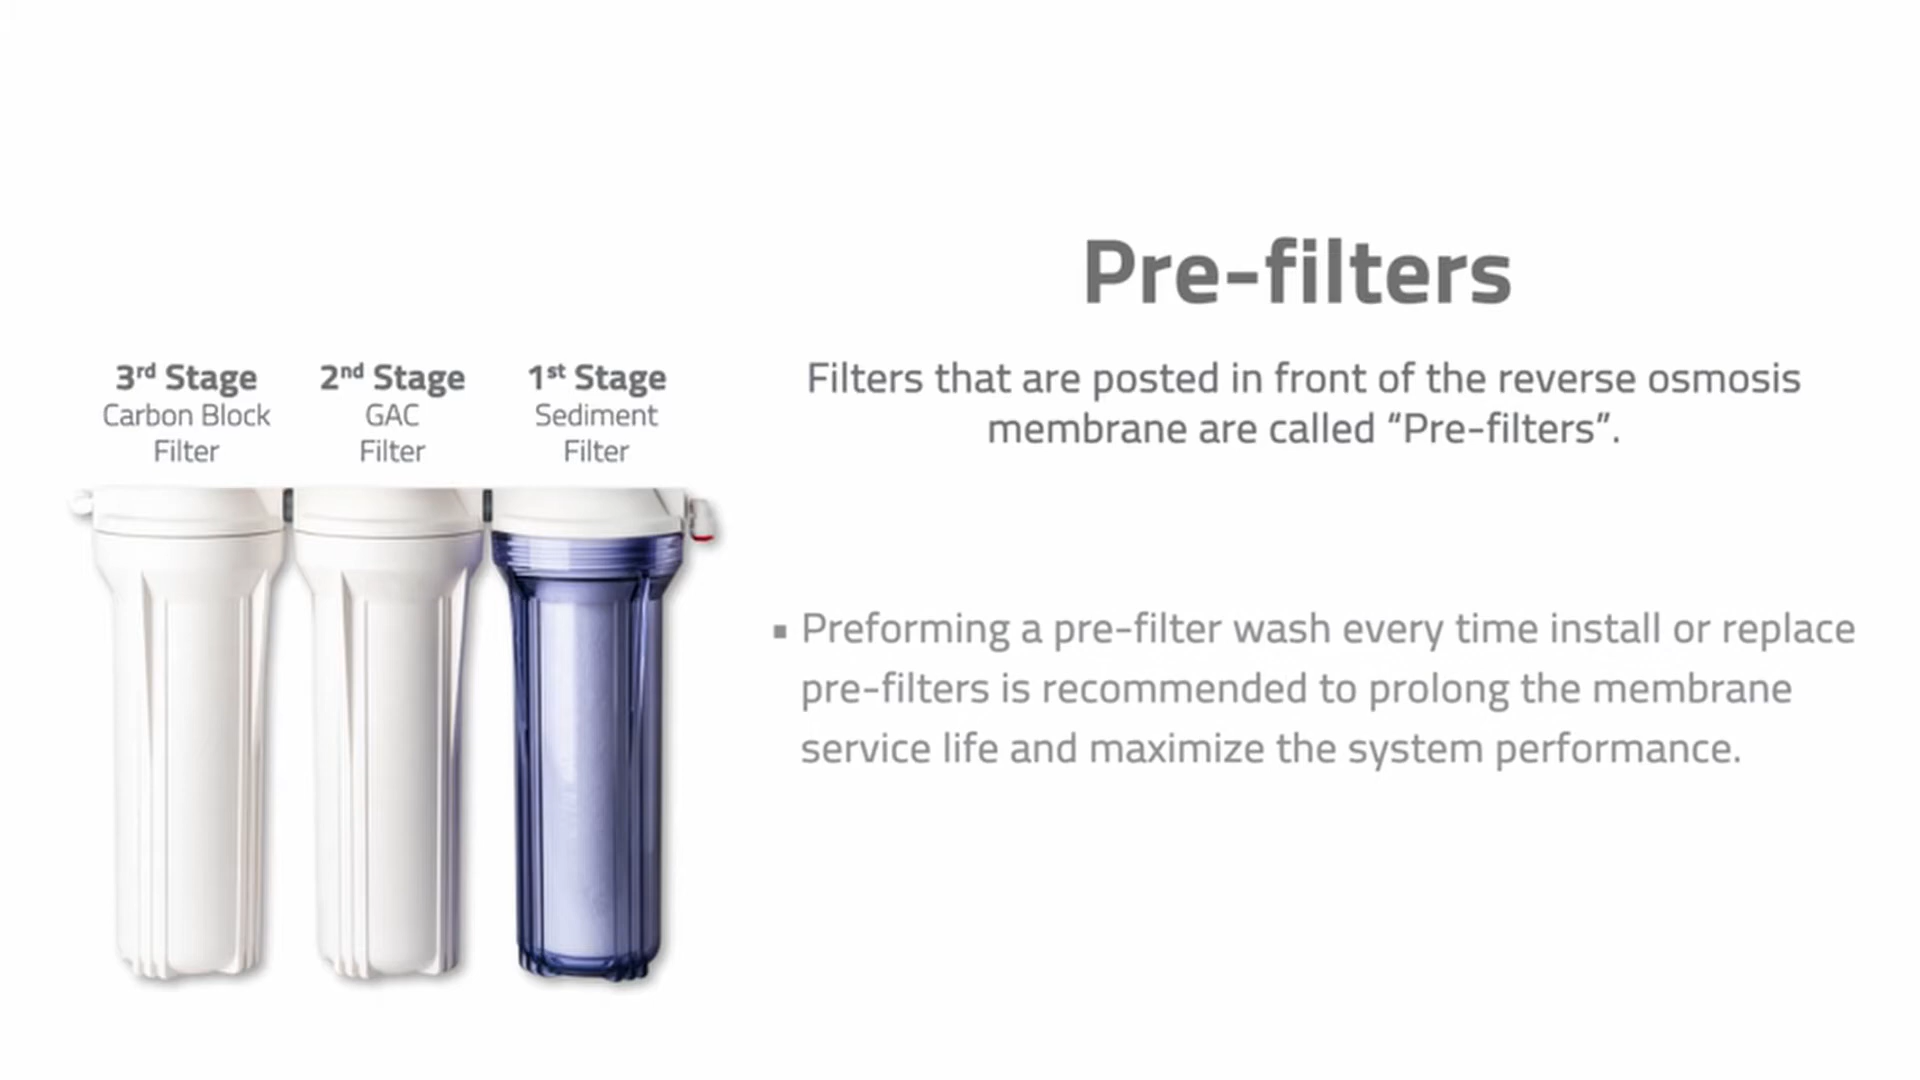 Pre-filters
Filters that are posted in front of the reverse osmosis
membrane are called “Pre-filters”.
3rd Stage
Carbon Block
Filter
2nd Stage
GAC
Filter
1st Stage
Sediment
Filter
▪ Preforming a pre-filter wash every time install or replace
pre-filters is recommended to prolong the membrane
service life and maximize the system performance.